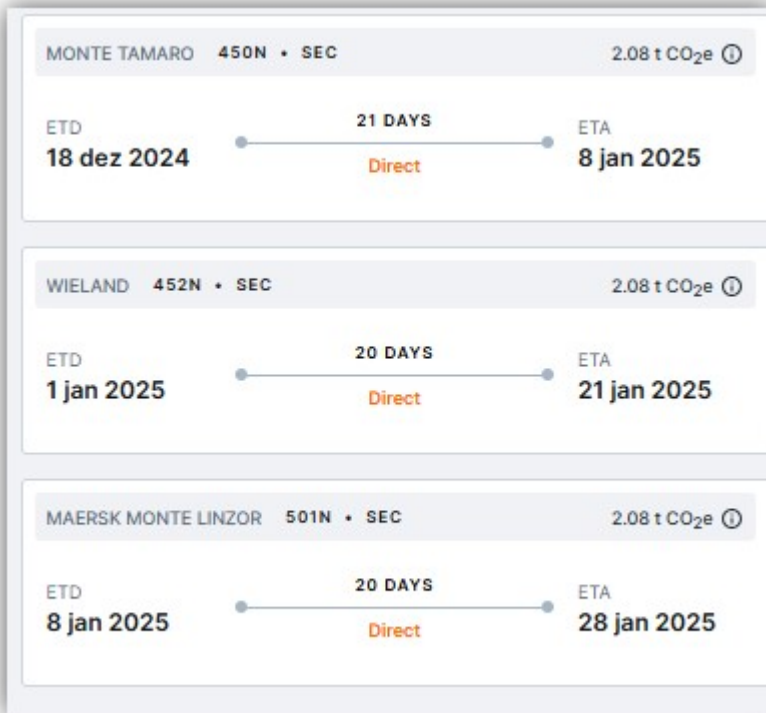 MONTE TAMARO 450N • SEC 2.08 t CO₂e
21 DAYS
ETD ETA
18 dez 2024 Direct 8 jan 2025
WIELAND 452N • SEC 2.08 t CO₂e
20 DAYS
ETD ETA
1 jan 2025 Direct 21 jan 2025
MAERSK MONTE LINZOR 501N • SEC 2.08 t CO₂e
20 DAYS
ETD ETA
8 jan 2025 Direct 28 jan 2025